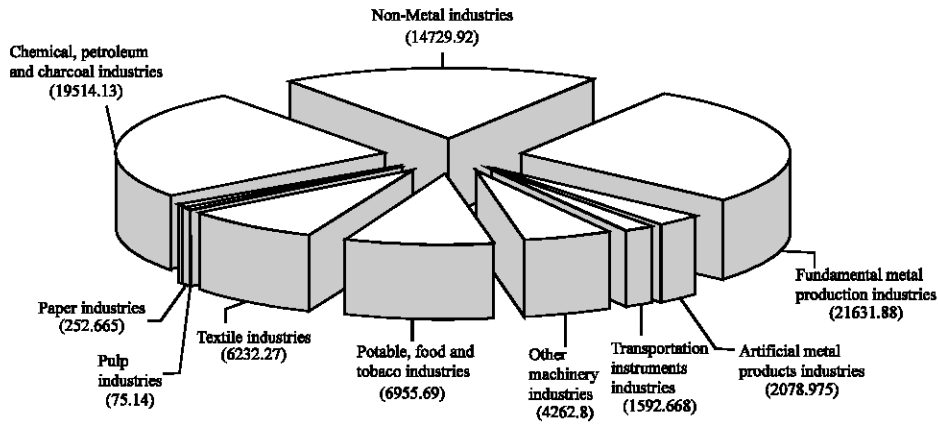 Non-Metal industries
(14729.92)
Chemical, petroleum
and charcoal industries
(19514.13)
Fundamental metal
production industries
(21631.88)
Paper industries
(252.665)
Pulp
industries
(75.14)
Textile industries
(6232.27)
Potable, food and
tobaco industries
(6955.69)
Other
machinery
industries
(4262.8)
Transportation
instruments
industries
(1592.668)
Artificial metal
products industries
(2078.975)